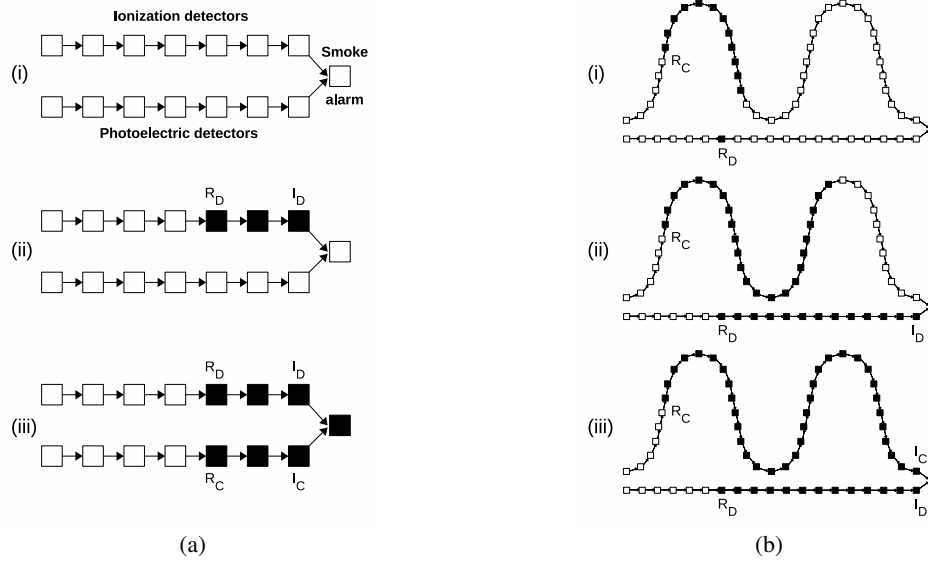 Ionization detectors
(i)
Smoke
alarm
Photoelectric detectors
R_D I_D
(ii)
R_D I_D
(iii)
R_C I_C
(a)
R_C
(i)
R_D
R_C
(ii)
R_D I_D
R_C
(iii)
I_C
R_D I_D
(b)